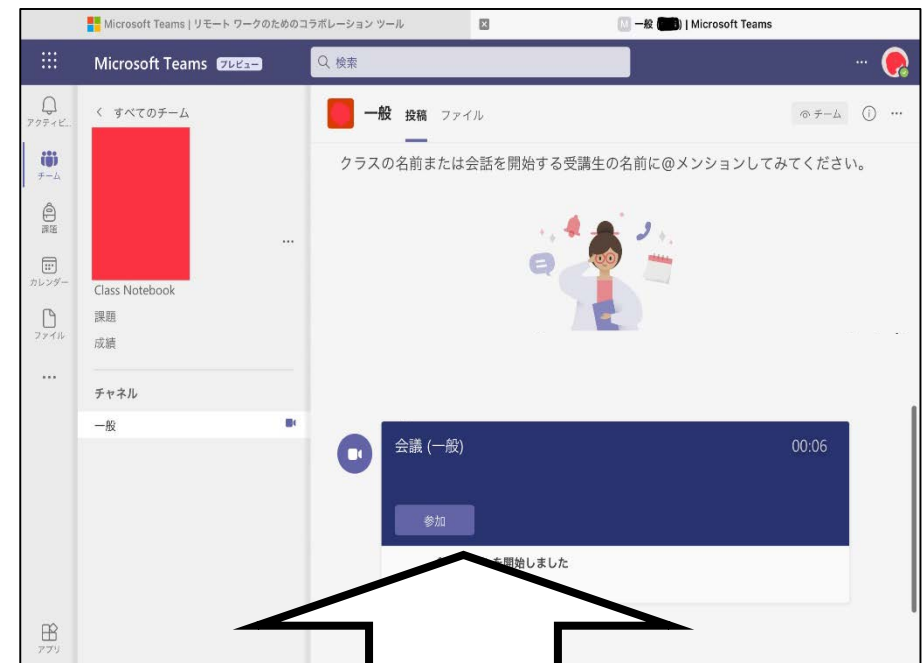 Microsoft Teams | リモート ワークのためのコラボレーション ツール
一般 | Microsoft Teams
Microsoft Teams プレビュー
検索
アクティビ...
チーム
課題
カレンダー
ファイル
アプリ
すべてのチーム
Class Notebook
課題
成績
チャネル
一般
一般 投稿 ファイル
チーム
クラスの名前または会話を開始する受講生の名前に@メンションしてみてください。
会議 (一般)
00:06
参加
を開始しました